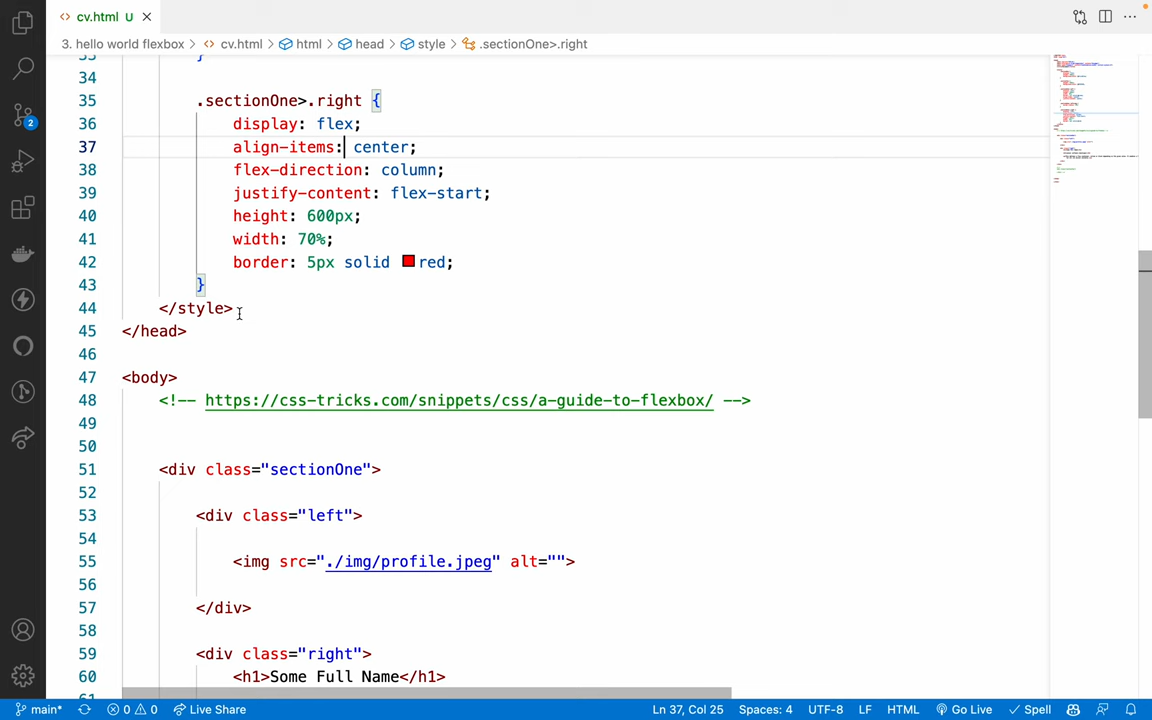 cv.html U
3. hello world flexbox > cv.html > html > head > style > .sectionOne>.right
33 }
34
35 .sectionOne>.right {
36 display: flex;
37 align-items: center;
38 flex-direction: column;
39 justify-content: flex-start;
40 height: 600px;
41 width: 70%;
42 border: 5px solid red;
43 }
44 </style>
45 </head>
46
47 <body>
48 <!-- https://css-tricks.com/snippets/css/a-guide-to-flexbox/ -->
49
50
51 <div class="sectionOne">
52
53 <div class="left">
54
55 <img src="./img/profile.jpeg" alt="">
56
57 </div>
58
59 <div class="right">
60 <h1>Some Full Name</h1>
61
2
main* 0 0 Live Share Ln 37, Col 25 Spaces: 4 UTF-8 LF HTML Go Live Spell